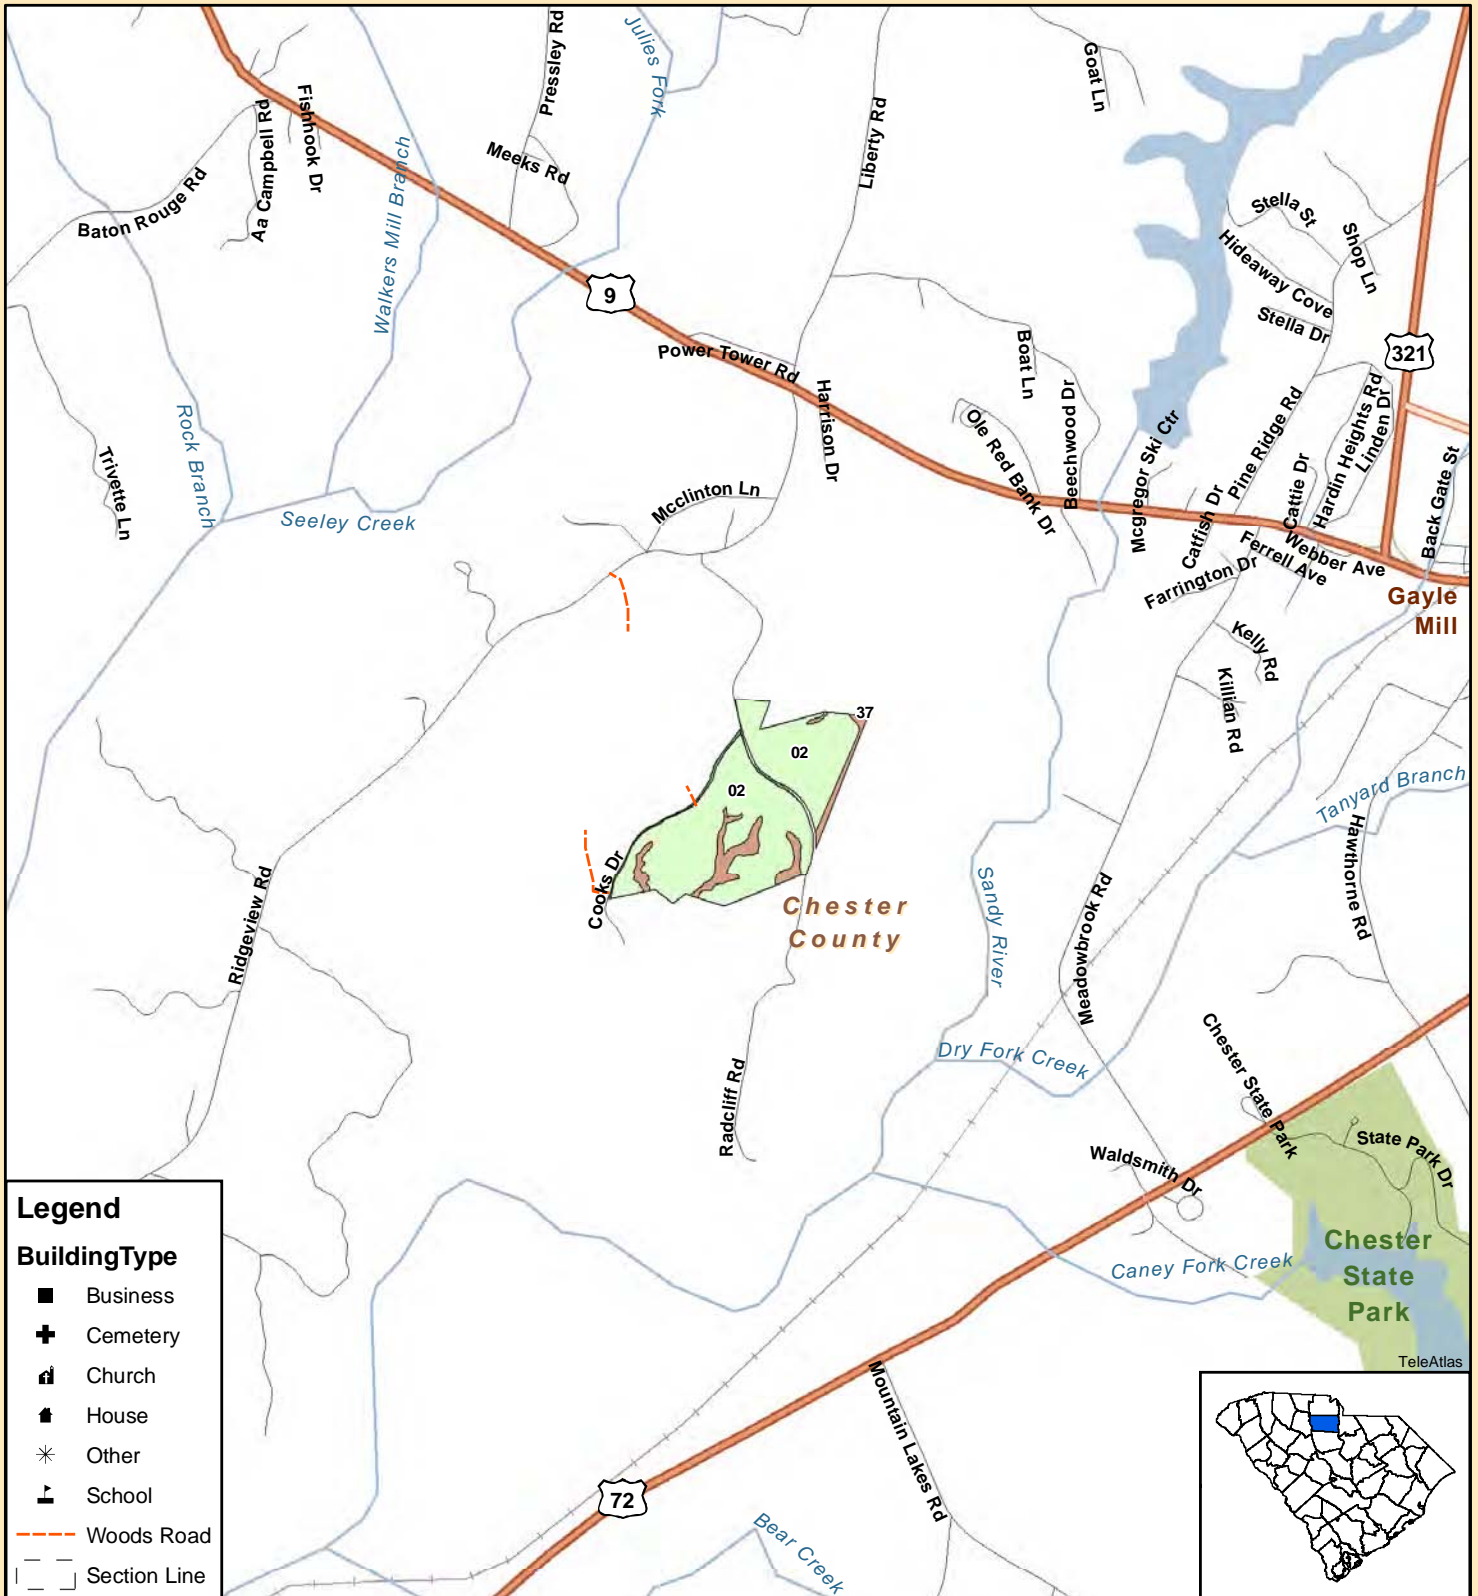 Pressley Rd
Julies Fork
Goat Ln
Fishhook Dr
Aa Campbell Rd
Meeks Rd
Liberty Rd
Walkers Mill Branch
Baton Rouge Rd
Stella St
Shop Ln
Hideaway Cove
9
Stella Dr
321
Power Tower Rd
Boat Ln
Harrison Dr
Beechwood Dr
Ole Red Bank Dr
Mcgregor Ski Ctr
Pine Ridge Rd
Hardin Heights Rd
Linden Dr
Rock Branch
Trivette Ln
Mcclinton Ln
Seeley Creek
Catfish Dr
Cattie Dr
Back Gate St
Webber Ave
Ferrell Ave
Farrington Dr
Gayle
Mill
Kelly Rd
Killian Rd
37
02
02
Tanyard Branch
Hawthorne Rd
Cooks Dr
Chester
County
Ridgeview Rd
Sandy River
Meadowbrook Rd
Dry Fork Creek
Chester State Park
Radcliff Rd
State Park Dr
Waldsmith Dr
Caney Fork Creek
Chester
State
Park
TeleAtlas
Mountain Lakes Rd
72
Bear Creek
Legend
BuildingType
Business
Cemetery
Church
House
Other
School
Woods Road
Section Line